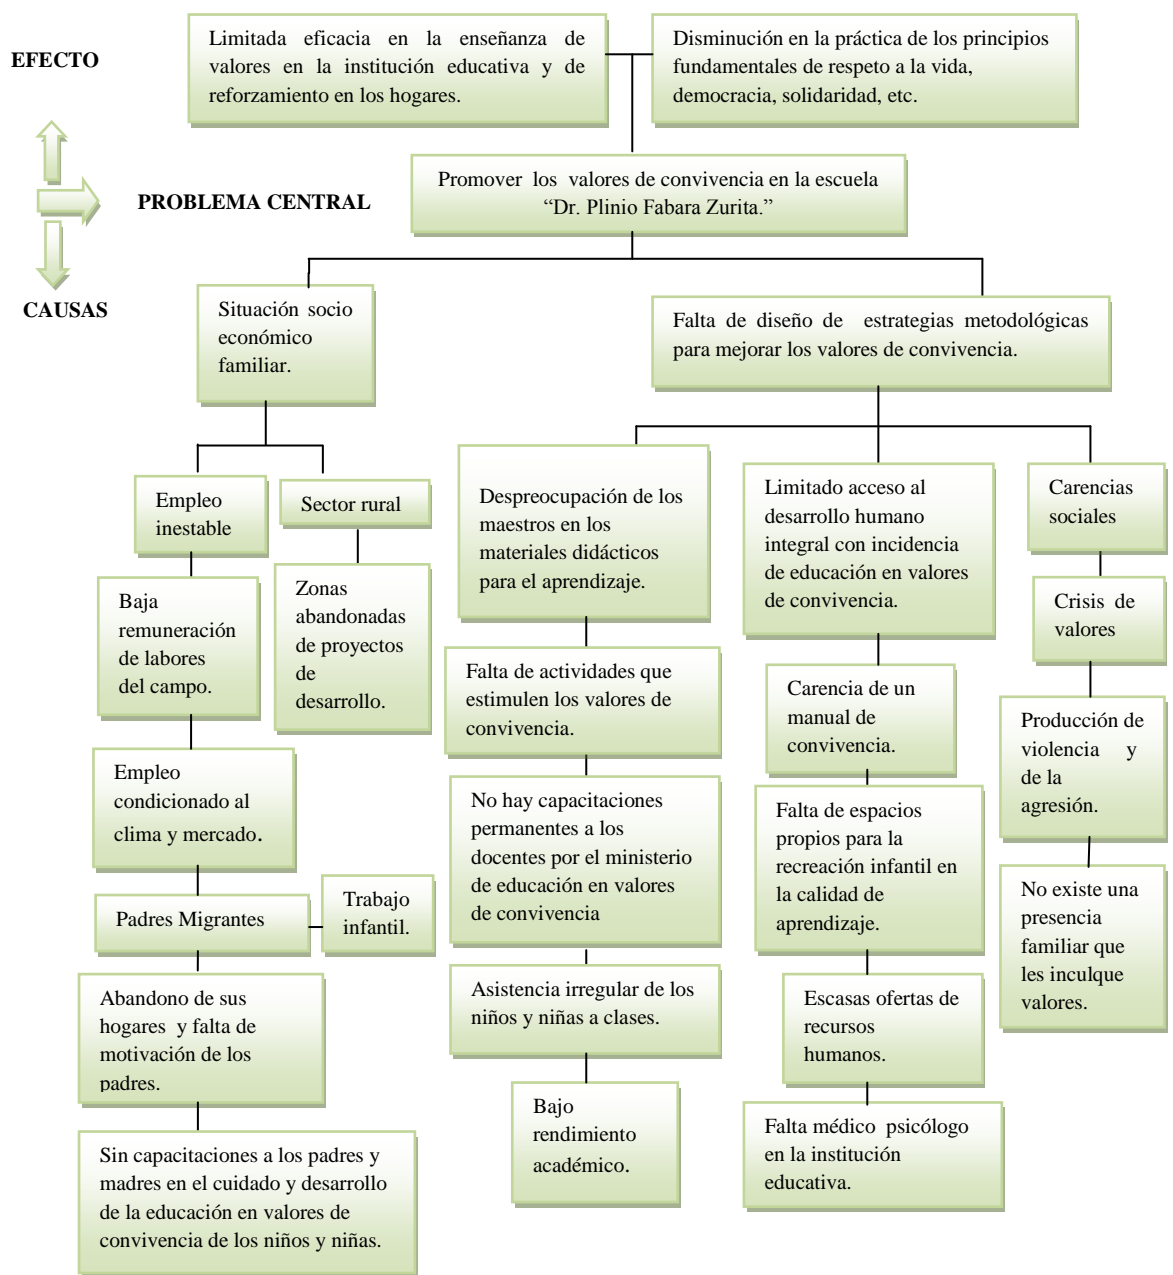 EFECTO
Limitada eficacia en la enseñanza de
valores en la institución educativa y de
reforzamiento en los hogares.
Disminución en la práctica de los principios
fundamentales de respeto a la vida,
democracia, solidaridad, etc.
PROBLEMA CENTRAL
Promover los valores de convivencia en la escuela
“Dr. Plinio Fabara Zurita.”
CAUSAS
Situación socio
económico
familiar.
Falta de diseño de estrategias metodológicas
para mejorar los valores de convivencia.
Empleo
inestable
Sector rural
Baja
remuneración
de labores
del campo.
Zonas
abandonadas
de proyectos
de
desarrollo.
Empleo
condicionado al
clima y mercado.
Padres Migrantes
Trabajo
infantil.
Abandono de sus
hogares y falta de
motivación de los
padres.
Sin capacitaciones a los padres y
madres en el cuidado y desarrollo
de la educación en valores de
convivencia de los niños y niñas.
Despreocupación de los
maestros en los
materiales didácticos
para el aprendizaje.
Falta de actividades que
estimulen los valores de
convivencia.
No hay capacitaciones
permanentes a los
docentes por el ministerio
de educación en valores
de convivencia
Asistencia irregular de los
niños y niñas a clases.
Bajo
rendimiento
académico.
Limitado acceso al
desarrollo humano
integral con incidencia
de educación en valores
de convivencia.
Carencia de un
manual de
convivencia.
Falta de espacios
propios para la
recreación infantil en
la calidad de
aprendizaje.
Escasas ofertas de
recursos
humanos.
Falta médico psicólogo
en la institución
educativa.
Carencias
sociales
Crisis de
valores
Producción de
violencia y
de la
agresión.
No existe una
presencia
familiar que
les inculque
valores.